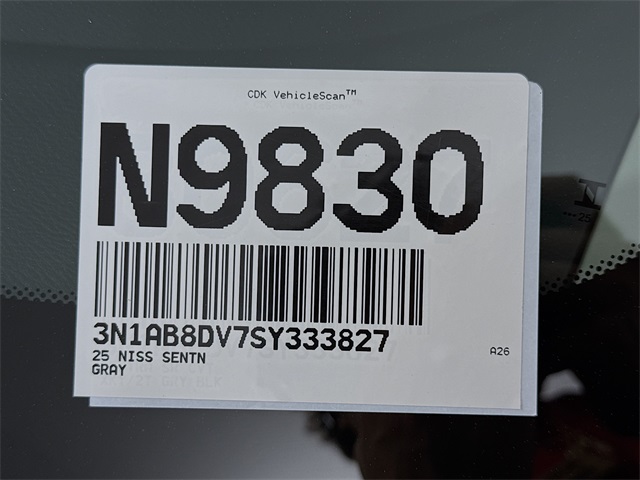 CDK VehicleScan™
N9830
3N1AB8DV7SY333827
25 NISS SENTN
A26
GRAY